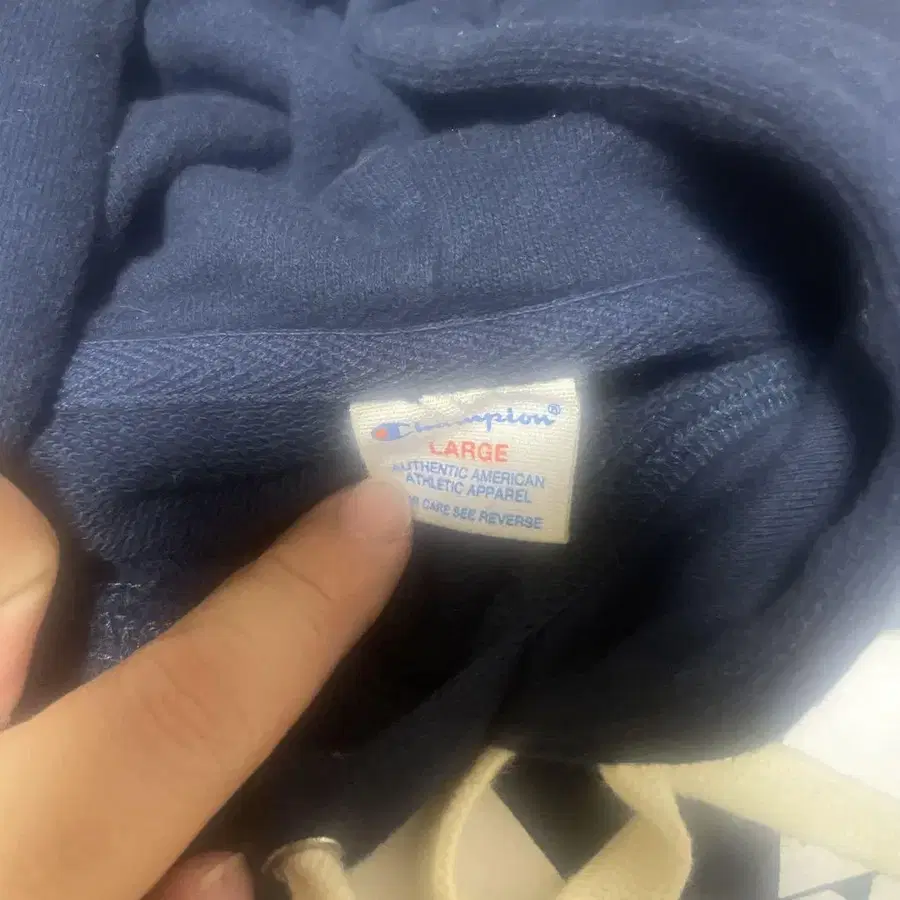 Champion®
LARGE
AUTHENTIC AMERICAN
ATHLETIC APPAREL
CARE SEE REVERSE